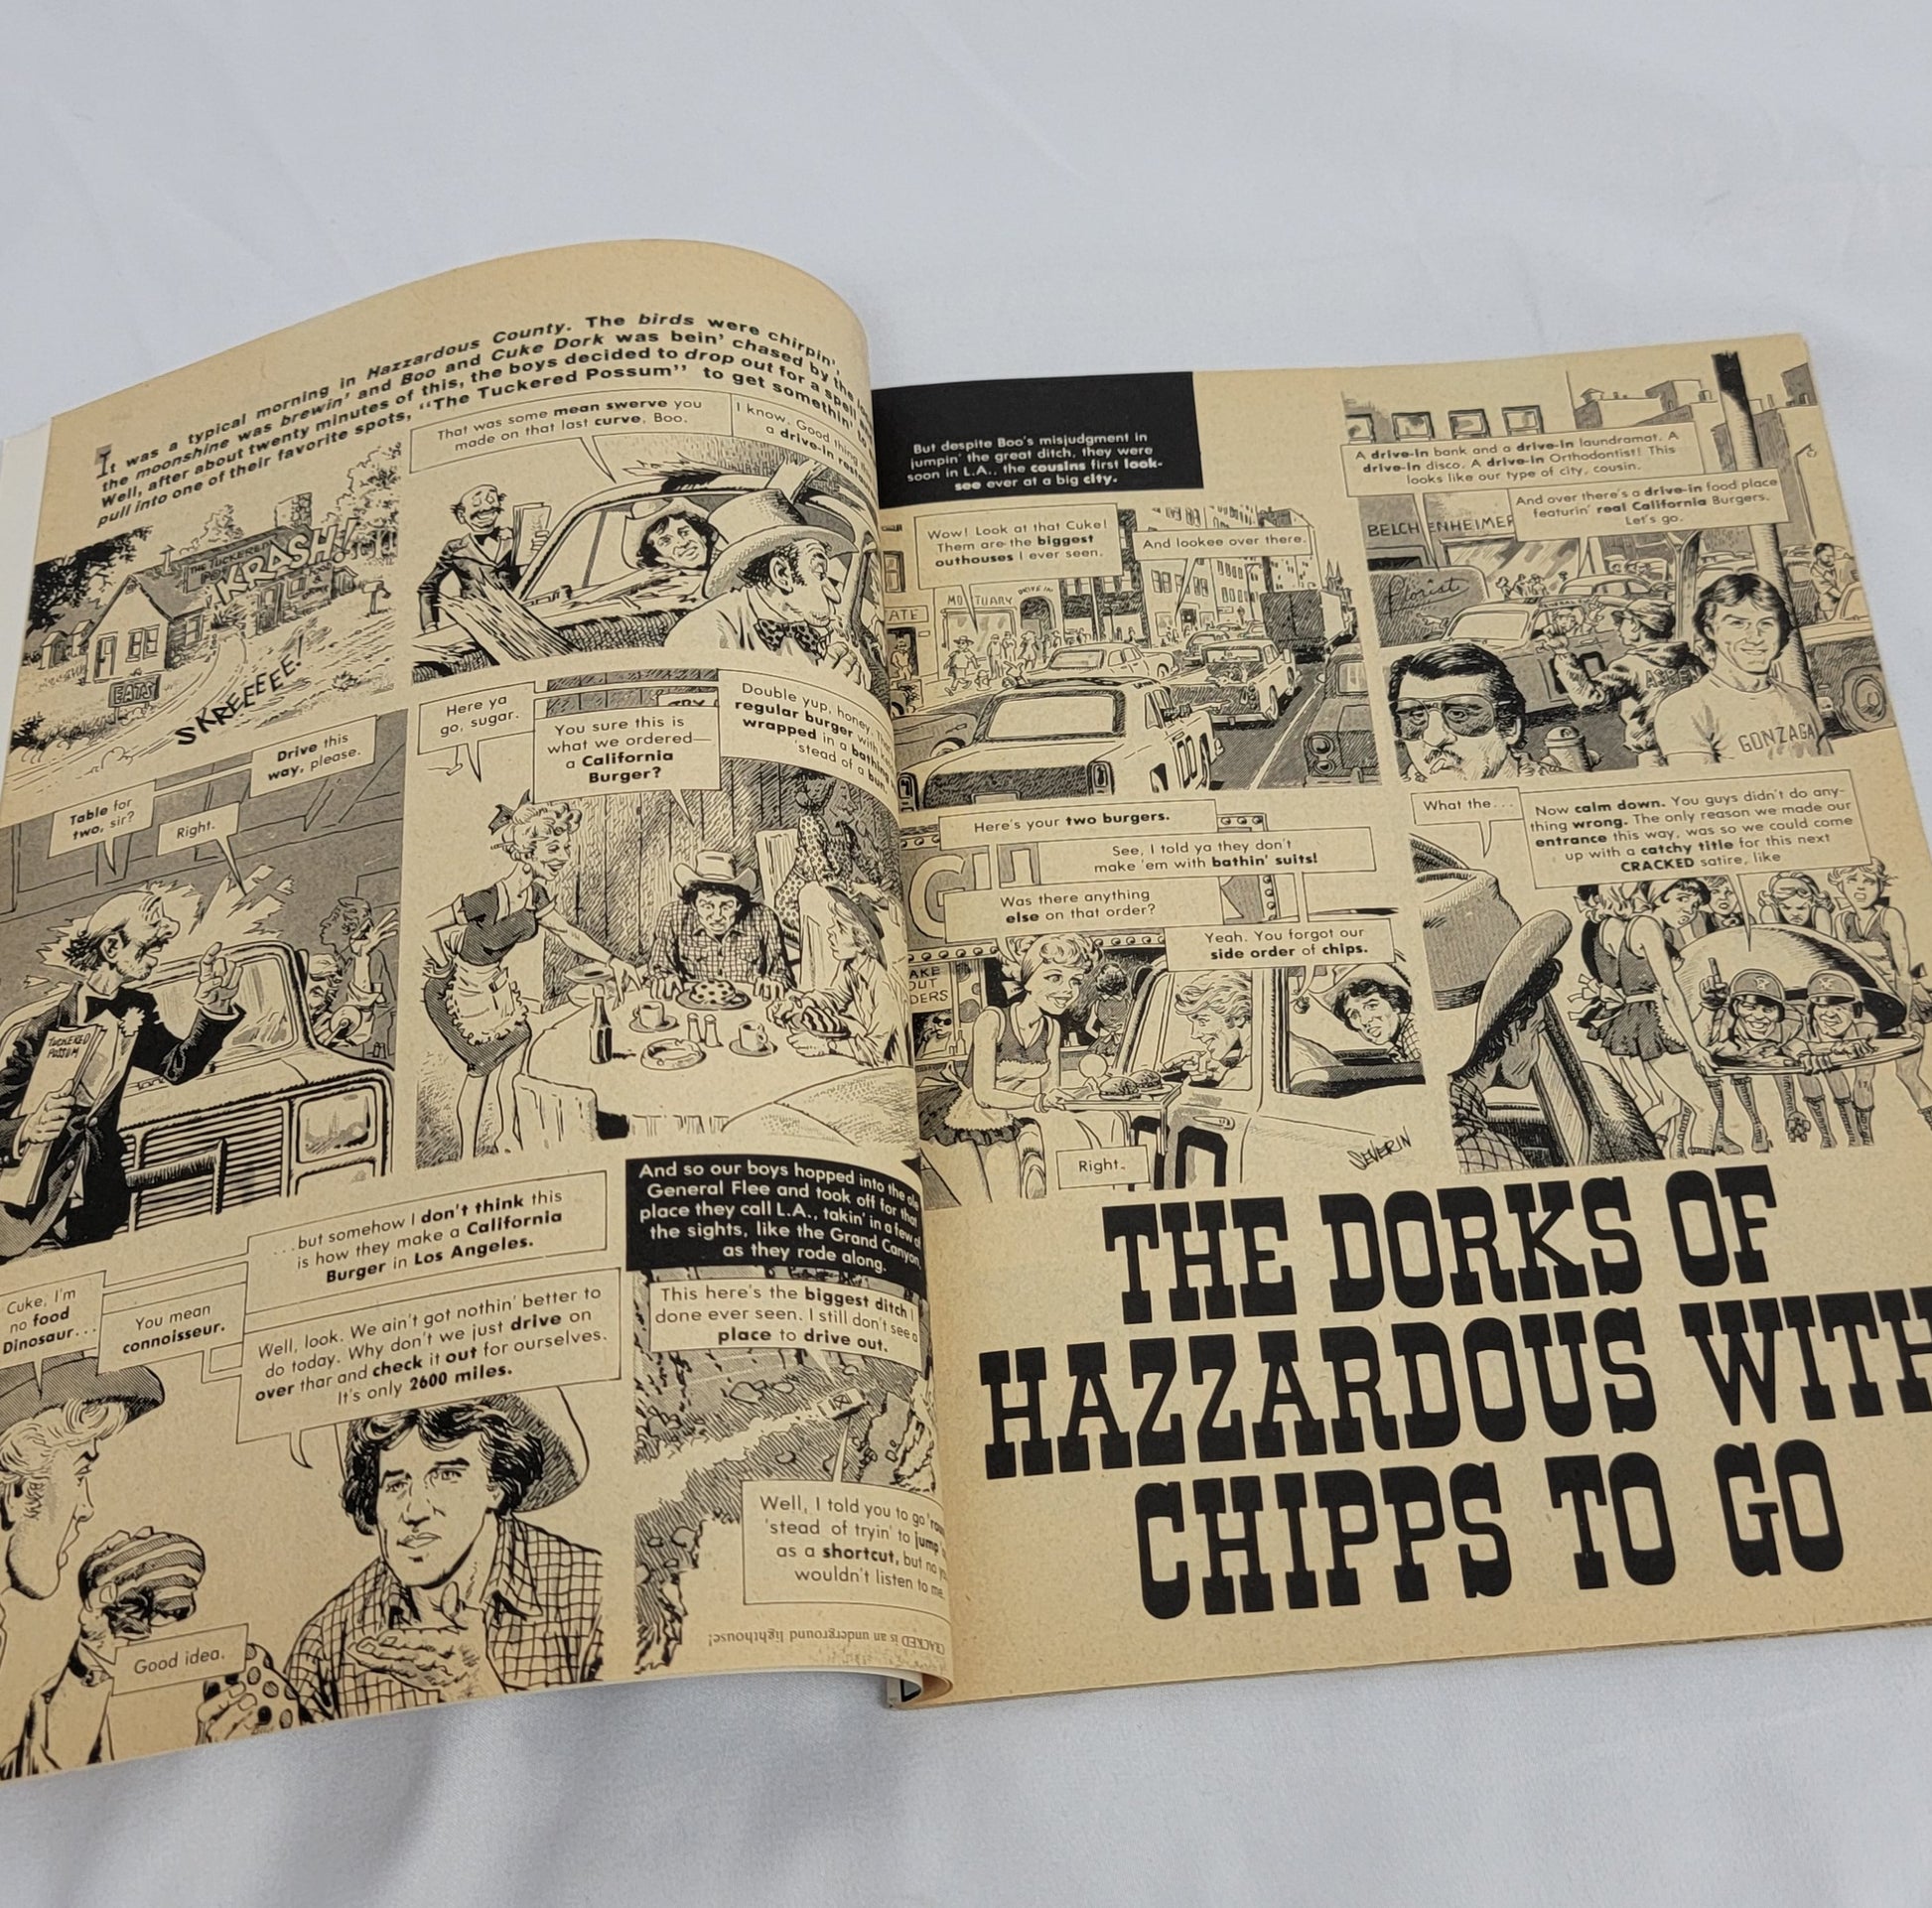 It was a typical morning in Hazzardous County. The birds were chirpin',
the moonshine was brewin' and Boo and Cuke Dork was bein' chased by the
Well, after about twenty minutes of this, the boys decided to drop out for a spell and
pull into one of their favorite spots, "The Tuckered Possum" to get somethin' to
THE TUCKERED
KRASH!
EATS
SKREEEEE!
That was some mean swerve you
made on that last curve, Boo.
I know. Good thing
a drive-in
Table for
two, sir?
Right.
Drive this
way, please.
TUCKERED
POSSUM
Here ya
go, sugar.
You sure this is
what we ordered—
a California
Burger?
Double yup, honey.
regular burger with
wrapped in a bathing
'stead of a bun.
Cuke, I'm
no food
Dinosaur...
You mean
connoisseur.
...but somehow I don't think this
is how they make a California
Burger in Los Angeles.
Well, look. We ain't got nothin' better to
do today. Why don't we just drive on
over thar and check it out for ourselves.
It's only 2600 miles.
Good idea.
And so our boys hopped into the ole
General Flee and took off for that
place they call L.A., takin' in a few of
the sights, like the Grand Canyon,
as they rode along.
This here's the biggest ditch I
done ever seen. I still don't see a
place to drive out.
Well, I told you to go
'stead of tryin' to jump
as a shortcut, but no
wouldn't listen to me.
CRACKED is an underground lighthouse!
But despite Boo's misjudgment in
jumpin' the great ditch, they were
soon in L.A., the cousins first look-
see ever at a big city.
Wow! Look at that Cuke!
Them are the biggest
outhouses I ever seen.
And lookee over there.
MORTUARY DRIVE IN
A drive-in bank and a drive-in laundromat. A
drive-in disco. A drive-in Orthodontist! This
looks like our type of city, cousin.
And over there's a drive-in food place
featurin' real California Burgers.
Let's go.
BELCHENHEIMER
Florist
GONZAGA
Here's your two burgers.
See, I told ya they don't
make 'em with bathin' suits!
Was there anything
else on that order?
Yeah. You forgot our
side order of chips.
Right.
SEVERIN
What the...
Now calm down. You guys didn't do any-
thing wrong. The only reason we made our
entrance this way, was so we could come
up with a catchy title for this next
CRACKED satire, like
THE DORKS OF
HAZZARDOUS WITH
CHIPPS TO GO